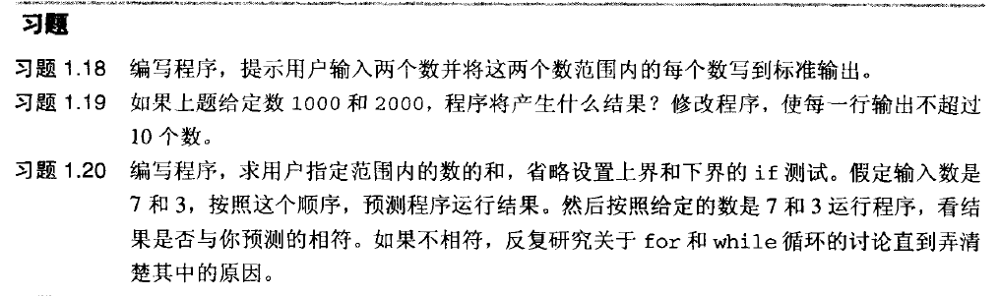 习题
习题 1.18 编写程序，提示用户输入两个数并将这两个数范围内的每个数写到标准输出。
习题 1.19 如果上题给定数 1000 和 2000，程序将产生什么结果？修改程序，使每一行输出不超过
10 个数。
习题 1.20 编写程序，求用户指定范围内的数的和，省略设置上界和下界的 if 测试。假定输入数是
7 和 3，按照这个顺序，预测程序运行结果。然后按照给定的数是 7 和 3 运行程序，看结
果是否与你预测的相符。如果不相符，反复研究关于 for 和 while 循环的讨论直到弄清
楚其中的原因。